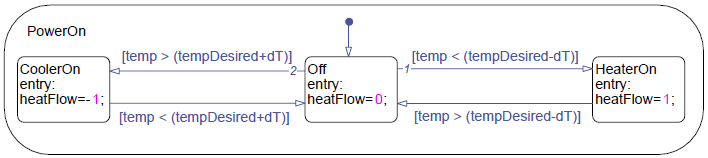 PowerOn
[temp > (tempDesired+dT)]
[temp < (tempDesired-dT)]
CoolerOn
entry:
heatFlow=-1;
2
Off
entry:
heatFlow=0;
1
HeaterOn
entry:
heatFlow=1;
[temp < (tempDesired+dT)]
[temp > (tempDesired-dT)]